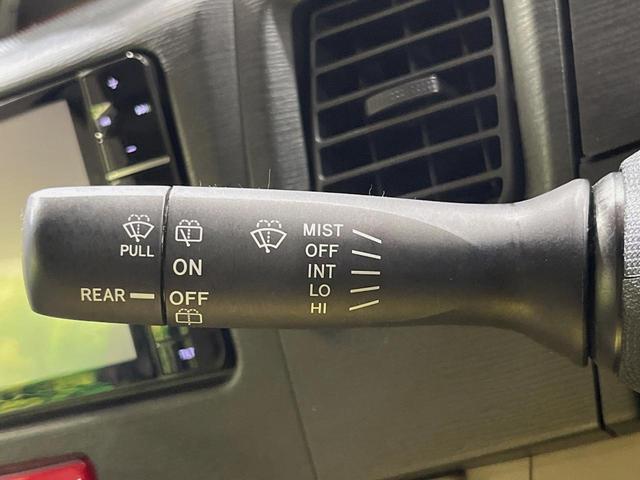 PULL
REAR
ON
OFF
MIST
OFF
INT
LO
HI